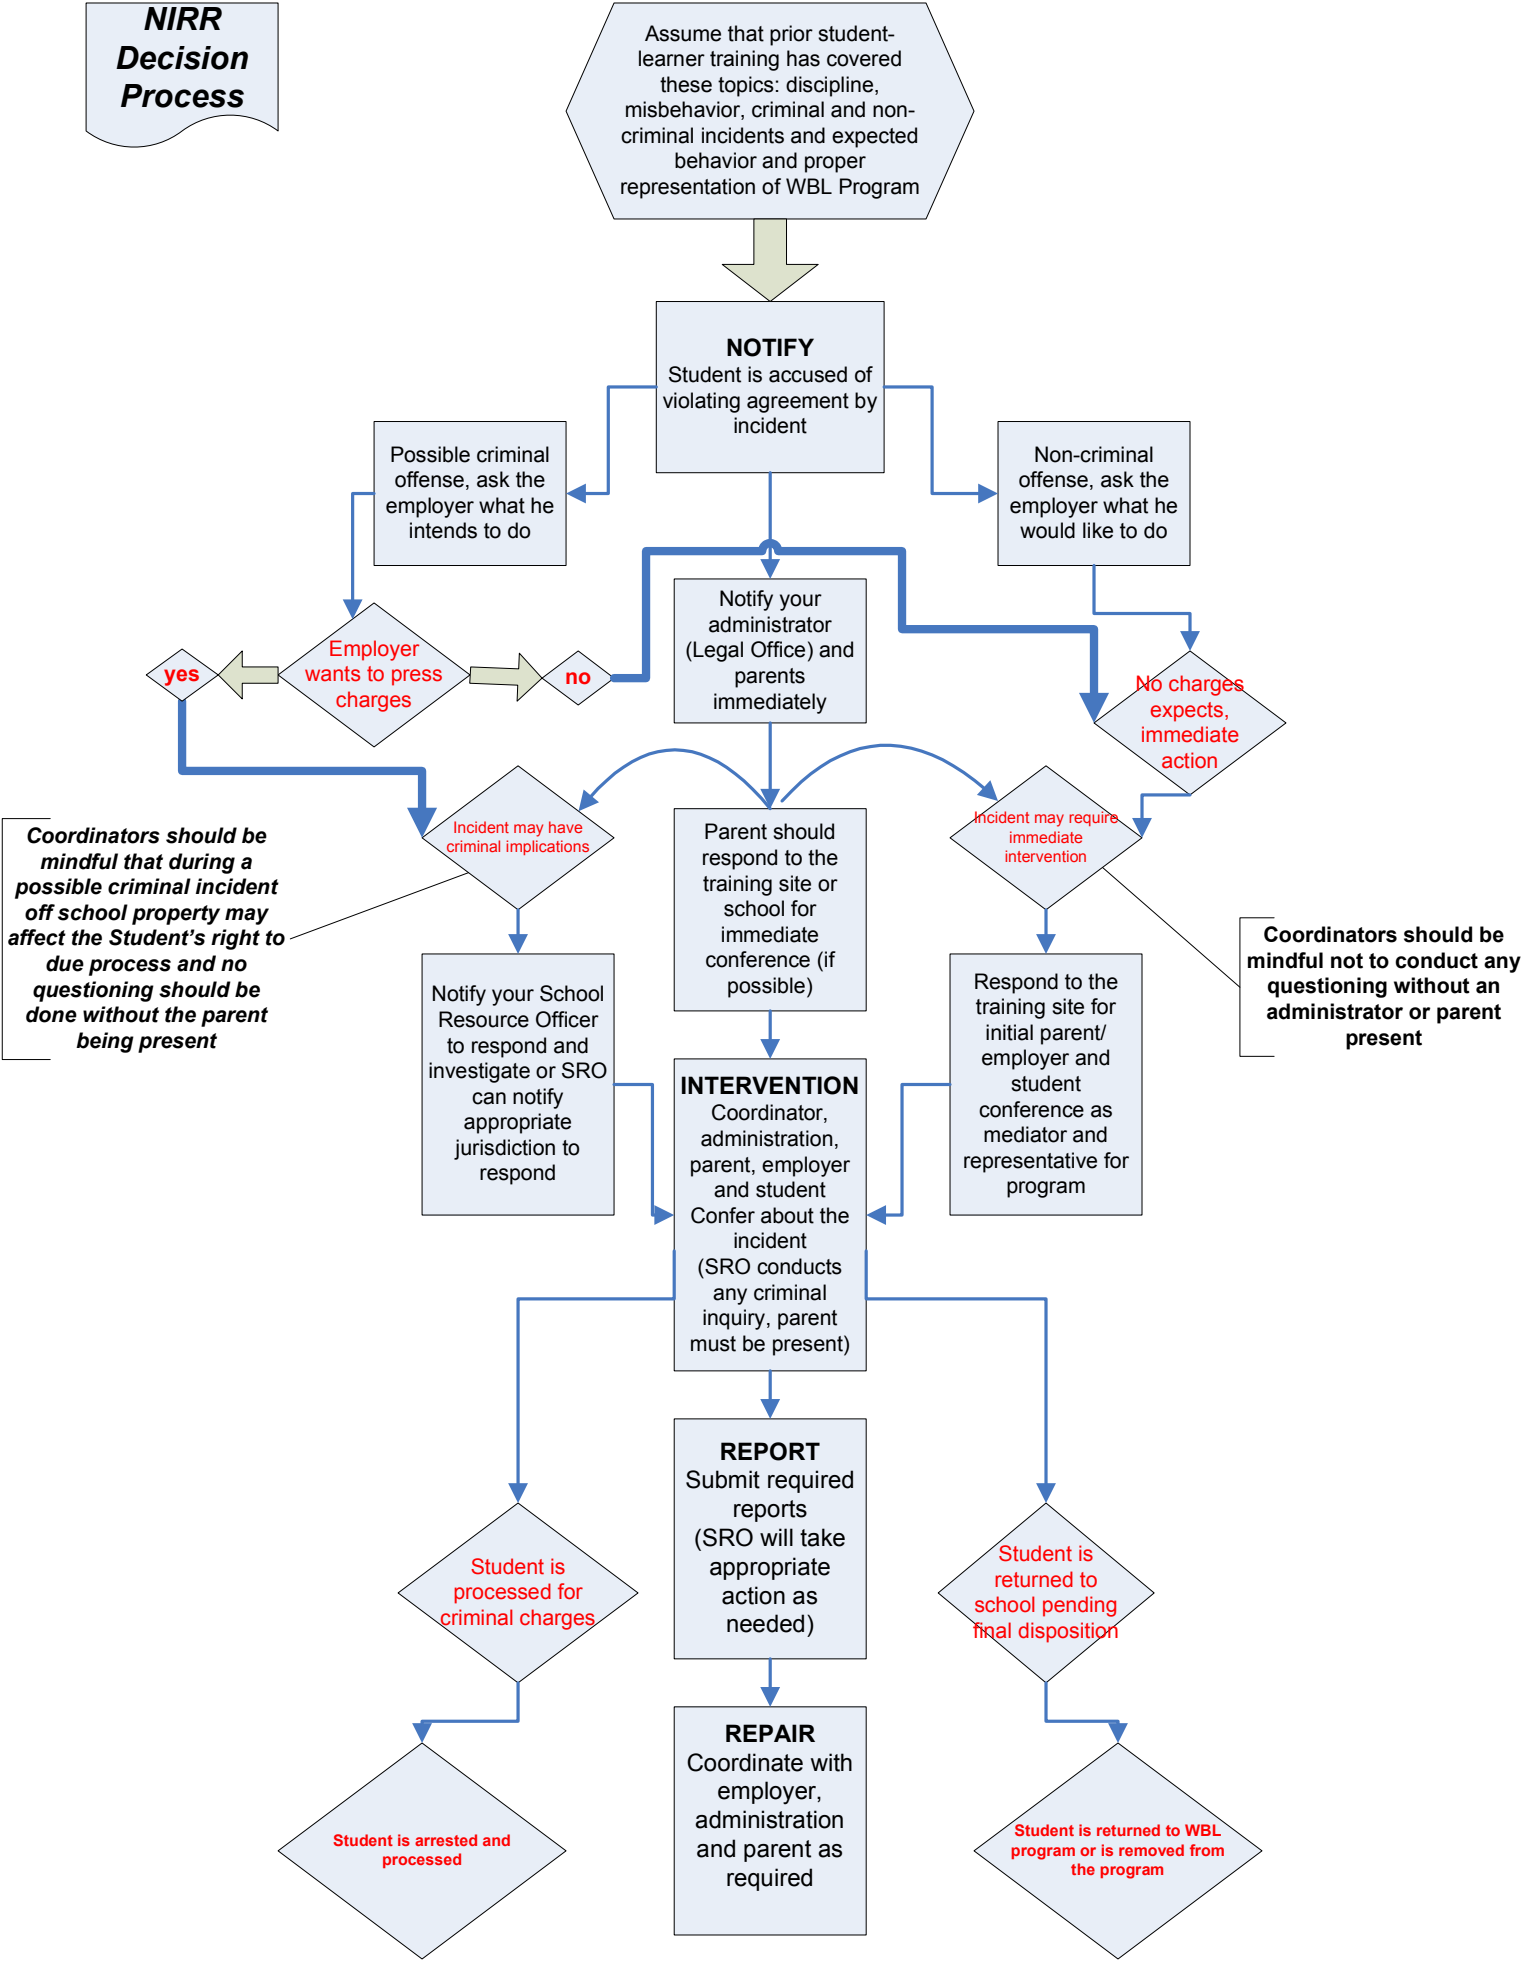 NIRR
Decision
Process
Assume that prior student-
learner training has covered
these topics: discipline,
misbehavior, criminal and non-
criminal incidents and expected
behavior and proper
representation of WBL Program
NOTIFY
Student is accused of
violating agreement by
incident
Possible criminal
offense, ask the
employer what he
intends to do
Non-criminal
offense, ask the
employer what he
would like to do
Notify your
administrator
(Legal Office) and
parents
immediately
Employer
wants to press
charges
yes
no
No charges
expects,
immediate
action
Incident may have
criminal implications
Parent should
respond to the
training site or
school for
immediate
conference (if
possible)
Incident may require
immediate
intervention
Coordinators should be
mindful that during a
possible criminal incident
off school property may
affect the Student's right to
due process and no
questioning should be
done without the parent
being present
Coordinators should be
mindful not to conduct any
questioning without an
administrator or parent
present
Notify your School
Resource Officer
to respond and
investigate or SRO
can notify
appropriate
jurisdiction to
respond
INTERVENTION
Coordinator,
administration,
parent, employer
and student
Confer about the
incident
(SRO conducts
any criminal
inquiry, parent
must be present)
Respond to the
training site for
initial parent/
employer and
student
conference as
mediator and
representative for
program
REPORT
Submit required
reports
(SRO will take
appropriate
action as
needed)
Student is
processed for
criminal charges
Student is
returned to
school pending
final disposition
REPAIR
Coordinate with
employer,
administration
and parent as
required
Student is arrested and
processed
Student is returned to WBL
program or is removed from
the program